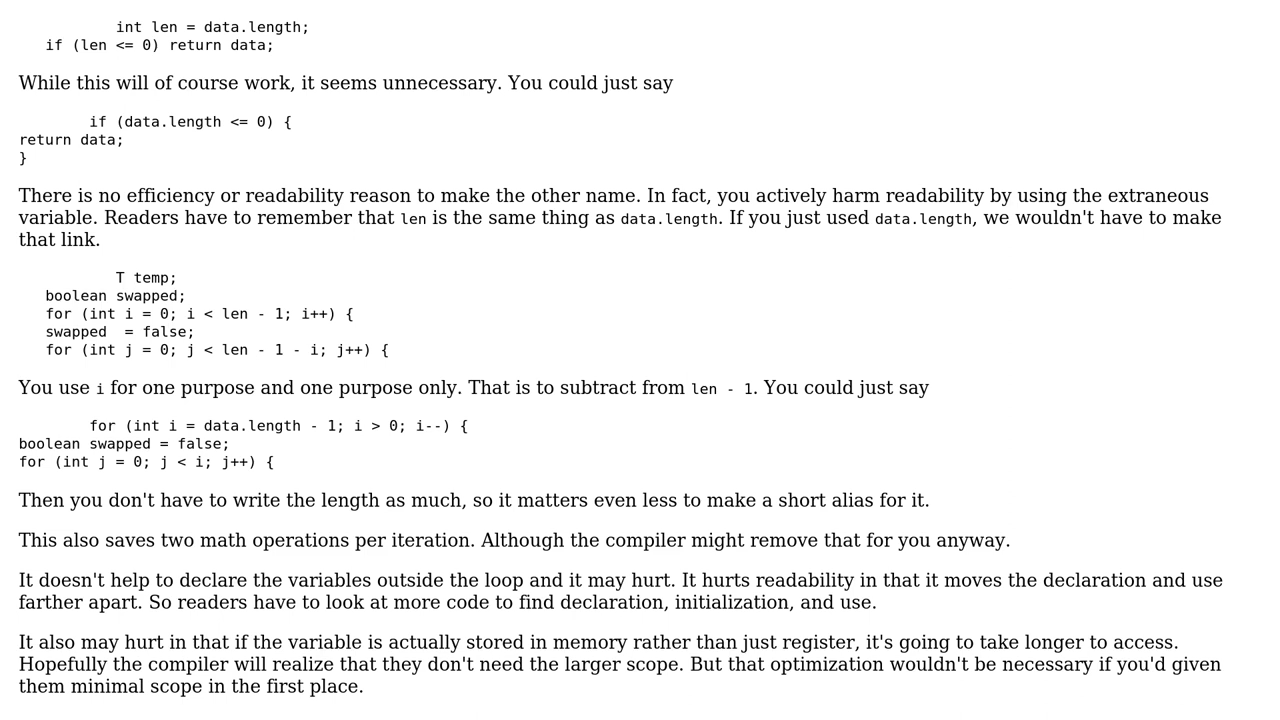 int len = data.length;
if (len <= 0) return data;
While this will of course work, it seems unnecessary. You could just say
if (data.length <= 0) {
return data;
}
There is no efficiency or readability reason to make the other name. In fact, you actively harm readability by using the extraneous
variable. Readers have to remember that len is the same thing as data.length. If you just used data.length, we wouldn't have to make
that link.
T temp;
boolean swapped;
for (int i = 0; i < len - 1; i++) {
swapped  = false;
for (int j = 0; j < len - 1 - i; j++) {
You use i for one purpose and one purpose only. That is to subtract from len - 1. You could just say
for (int i = data.length - 1; i > 0; i--) {
boolean swapped = false;
for (int j = 0; j < i; j++) {
Then you don't have to write the length as much, so it matters even less to make a short alias for it.
This also saves two math operations per iteration. Although the compiler might remove that for you anyway.
It doesn't help to declare the variables outside the loop and it may hurt. It hurts readability in that it moves the declaration and use
farther apart. So readers have to look at more code to find declaration, initialization, and use.
It also may hurt in that if the variable is actually stored in memory rather than just register, it's going to take longer to access.
Hopefully the compiler will realize that they don't need the larger scope. But that optimization wouldn't be necessary if you'd given
them minimal scope in the first place.